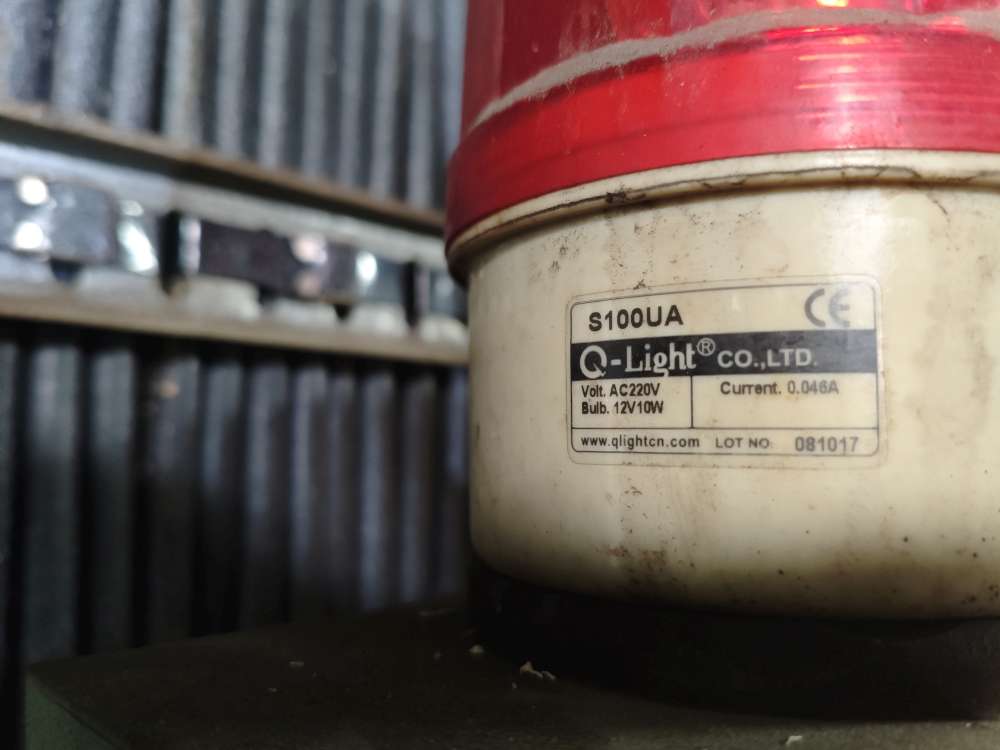 S100UA CE
Q-Light® CO.,LTD.
Volt. AC220V Current. 0.046A
Bulb. 12V10W
www.qlightcn.com LOT NO. 081017